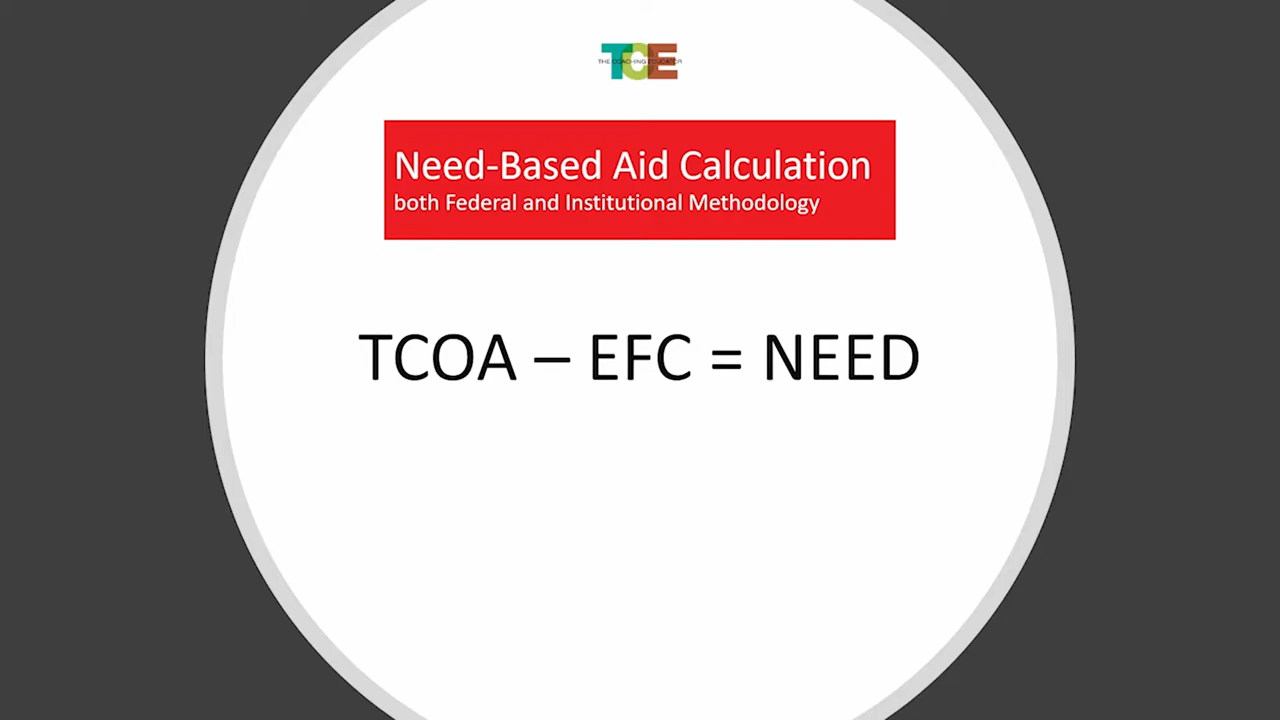 TCE
THE COACHING EDUCATOR
Need-Based Aid Calculation
both Federal and Institutional Methodology
TCOA – EFC = NEED